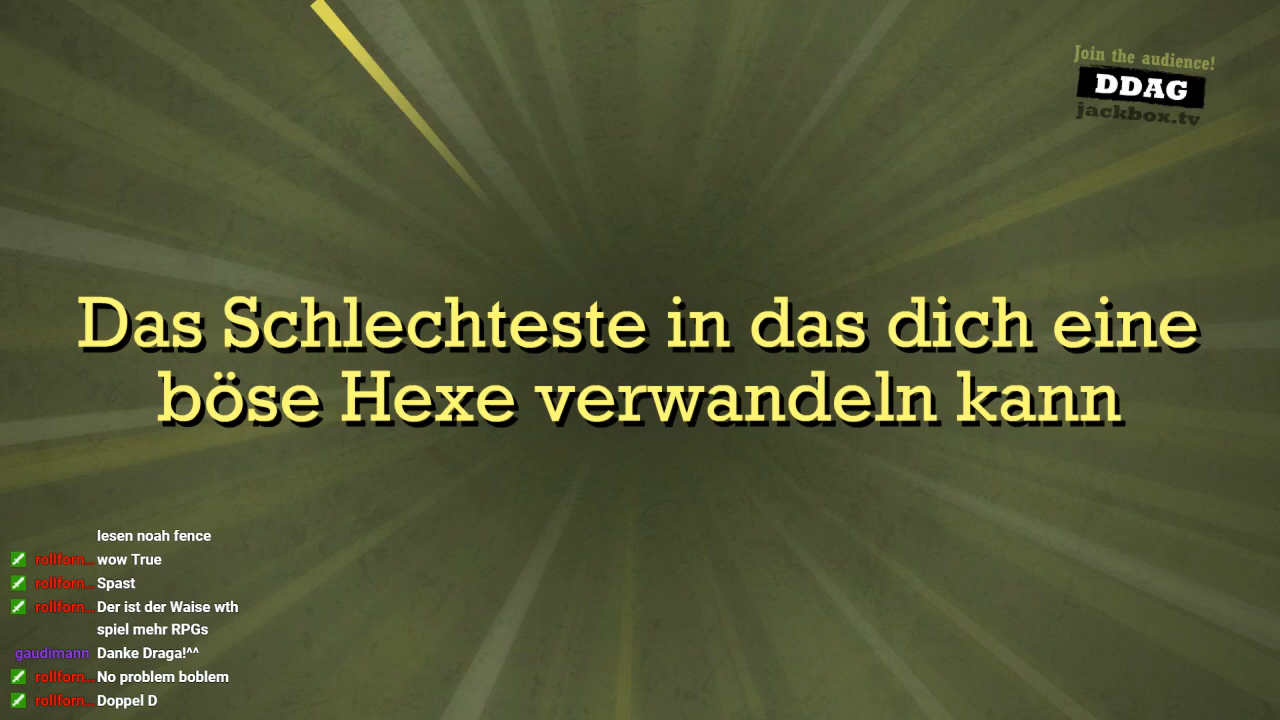 Join the audience!
DDAG
jackbox.tv
Das Schlechteste in das dich eine
böse Hexe verwandeln kann
lesen noah fence
rollforn... wow True
rollforn... Spast
rollforn... Der ist der Waise wth
spiel mehr RPGs
gaudimann Danke Draga!^^
rollforn... No problem boblem
rollforn... Doppel D